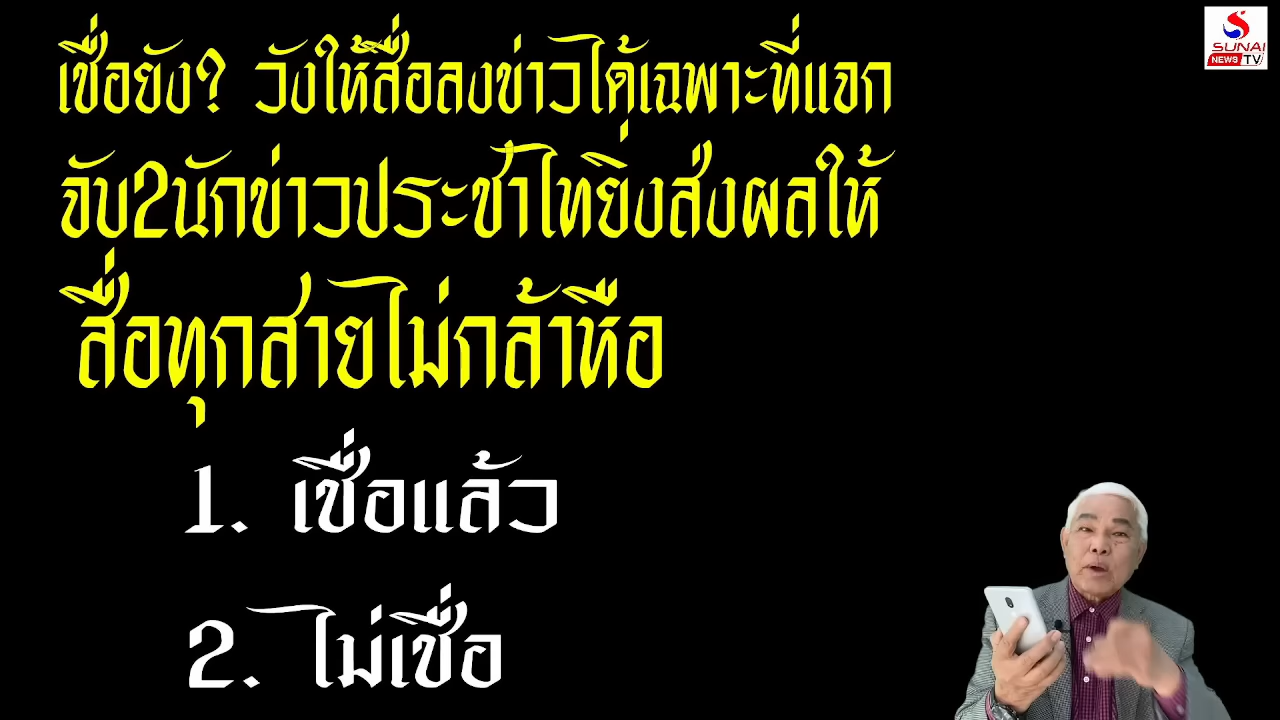 เชื่อยัง? วังให้สื่อลงข่าวได้เฉพาะที่แจก
จับ2นักข่าวประชาไทยิ่งส่งผลให้
สื่อทุกสายไม่กล้าหือ
1. เชื่อแล้ว
2. ไม่เชื่อ
SUNAI
NEWS TV